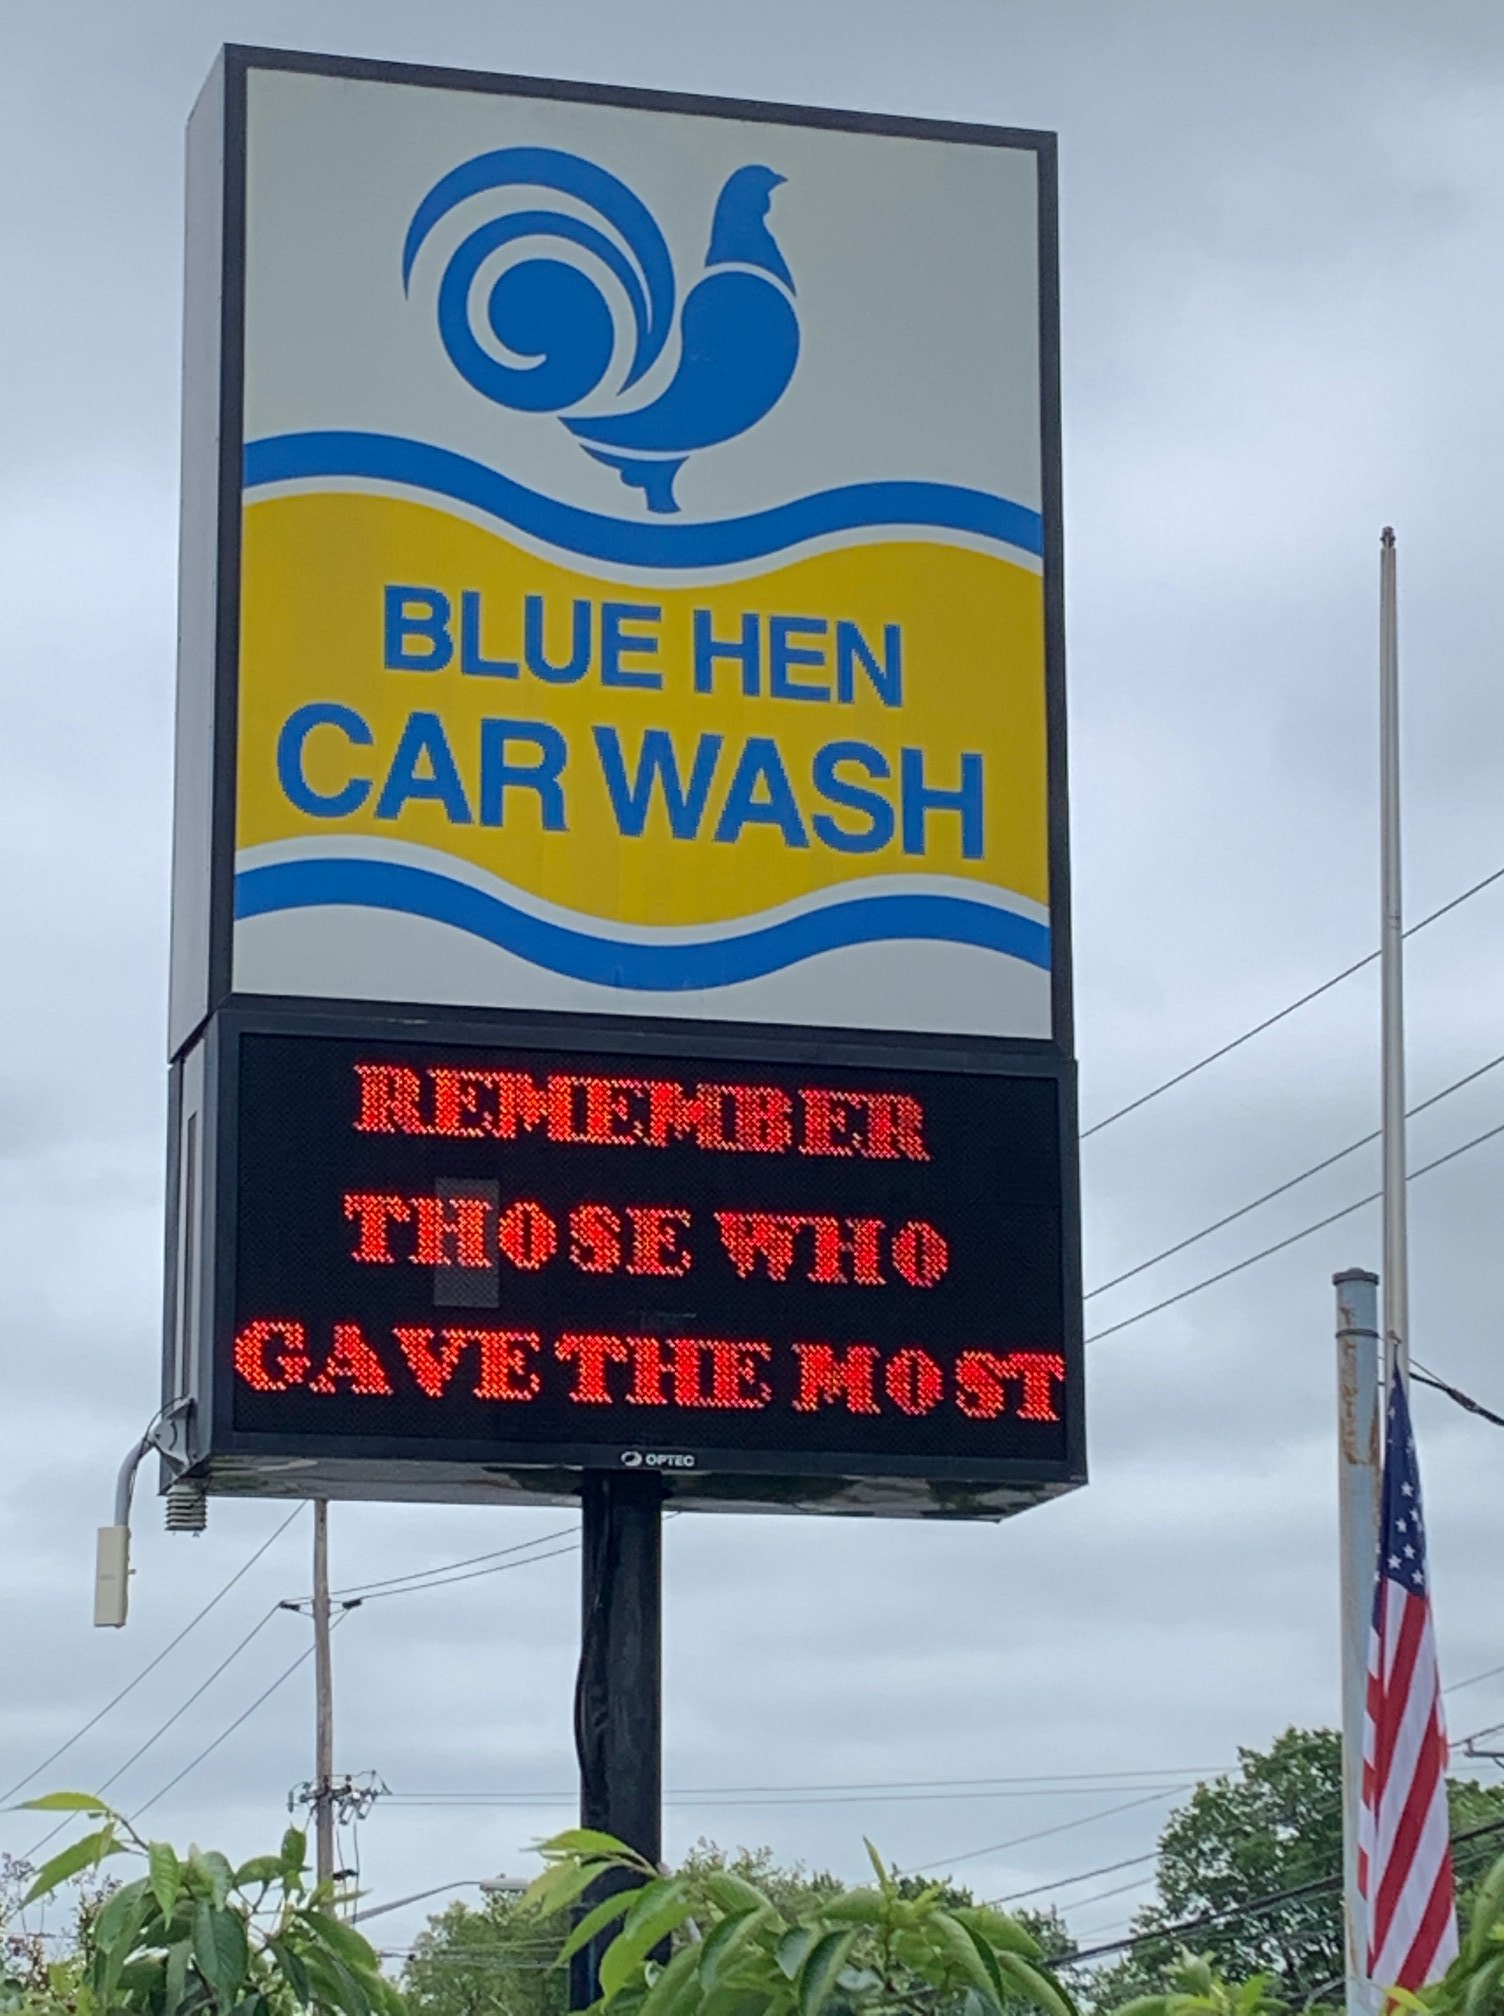 BLUE HEN
CAR WASH
REMEMBER
THOSE WHO
GAVE THE MOST
OPTEC